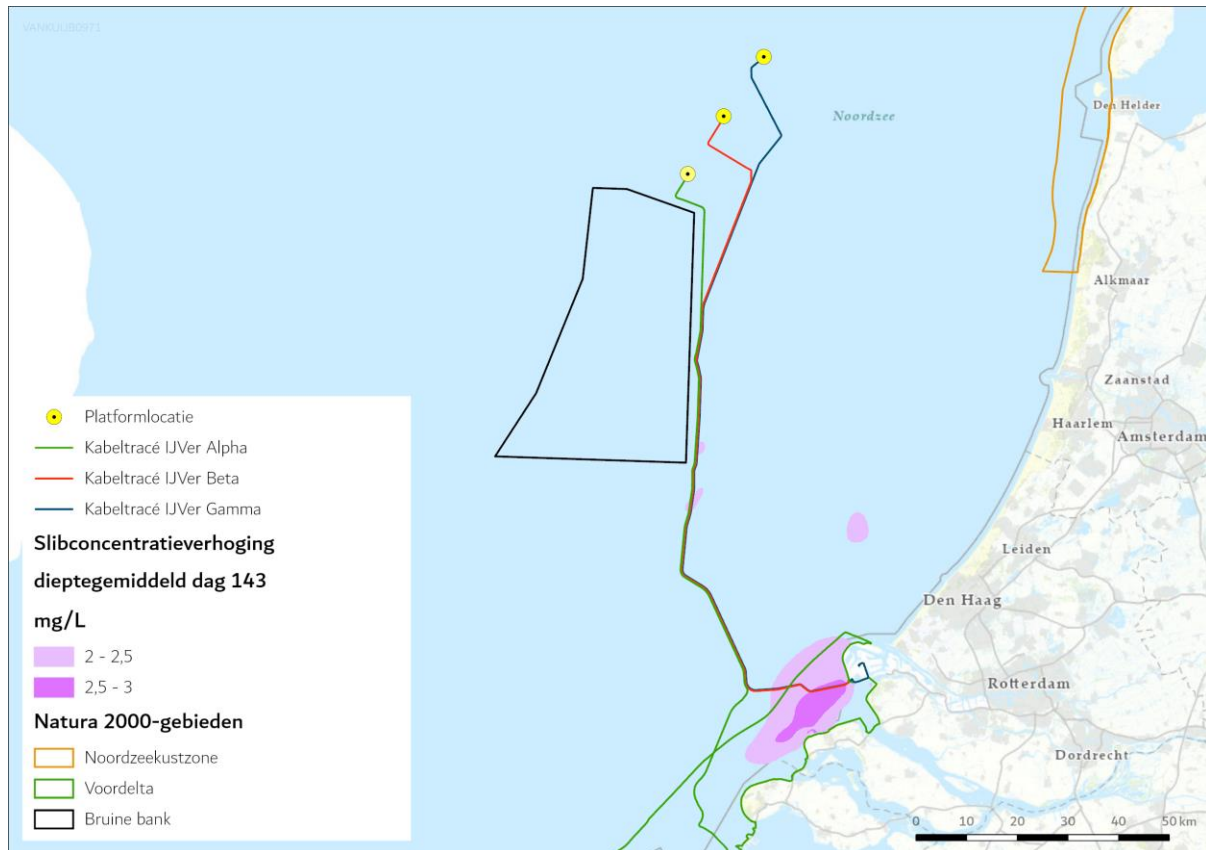 VANKUUB0971
Noordzee
Den Helder
Alkmaar
Zaanstad
Haarlem
Amsterdam
Leiden
Den Haag
Rotterdam
Dordrecht
Platformlocatie
Kabeltracé IJVer Alpha
Kabeltracé IJVer Beta
Kabeltracé IJVer Gamma
Slibconcentratieverhoging
dieptegemiddeld dag 143
mg/L
2 - 2,5
2,5 - 3
Natura 2000-gebieden
Noordzeekustzone
Voordelta
Bruine bank
0 10 20 30 40 50 km